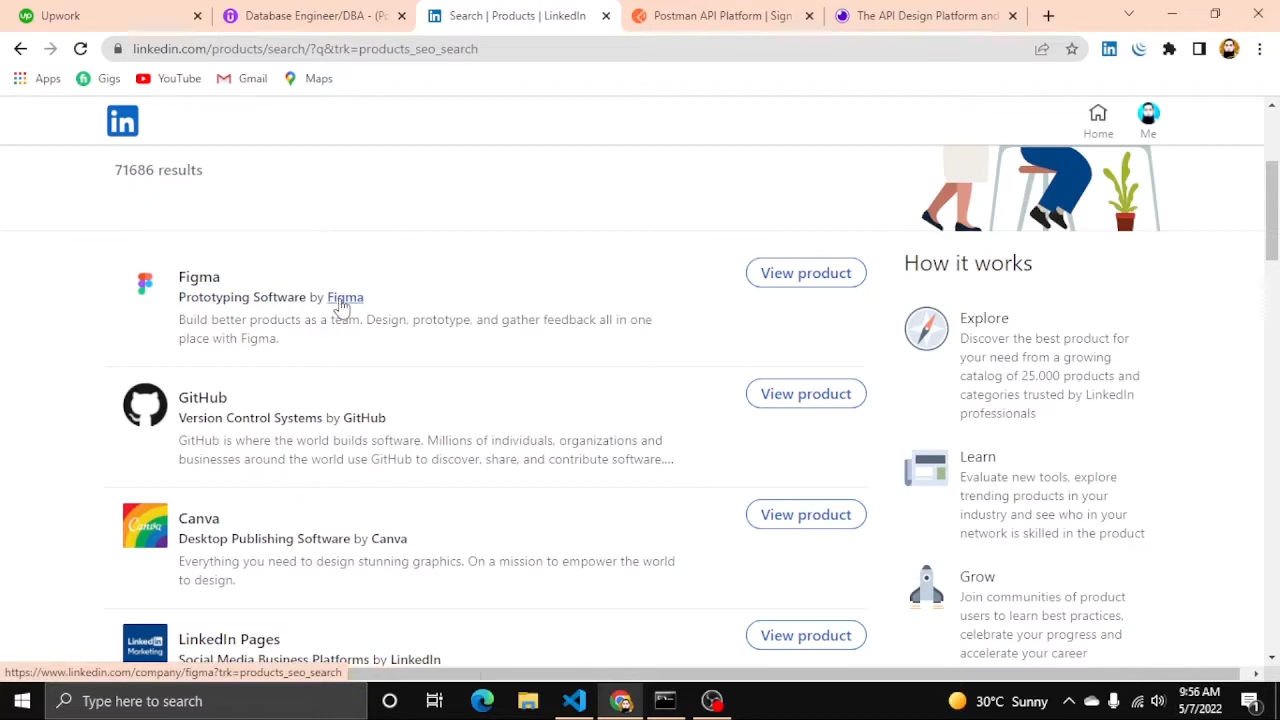 Upwork
Database Engineer/DBA - (Po
Search | Products | LinkedIn
Postman API Platform | Sign
The API Design Platform and
linkedin.com/products/search/?q&trk=products_seo_search
Apps
Gigs
YouTube
Gmail
Maps
in
Home
Me
71686 results
Figma
Prototyping Software by Figma
Build better products as a team. Design, prototype, and gather feedback all in one
place with Figma.
View product
GitHub
Version Control Systems by GitHub
GitHub is where the world builds software. Millions of individuals, organizations and
businesses around the world use GitHub to discover, share, and contribute software....
View product
Canva
Canva
Desktop Publishing Software by Canva
Everything you need to design stunning graphics. On a mission to empower the world
to design.
View product
Linked in
Marketing
LinkedIn Pages
Social Media Business Platforms by LinkedIn
View product
How it works
Explore
Discover the best product for
your need from a growing
catalog of 25,000 products and
categories trusted by LinkedIn
professionals
Learn
Evaluate new tools, explore
trending products in your
industry and see who in your
network is skilled in the product
Grow
Join communities of product
users to learn best practices,
celebrate your progress and
accelerate your career
https://www.linkedin.com/company/figma?trk=products_seo_search
Type here to search
30°C Sunny
9:56 AM
5/7/2022
1